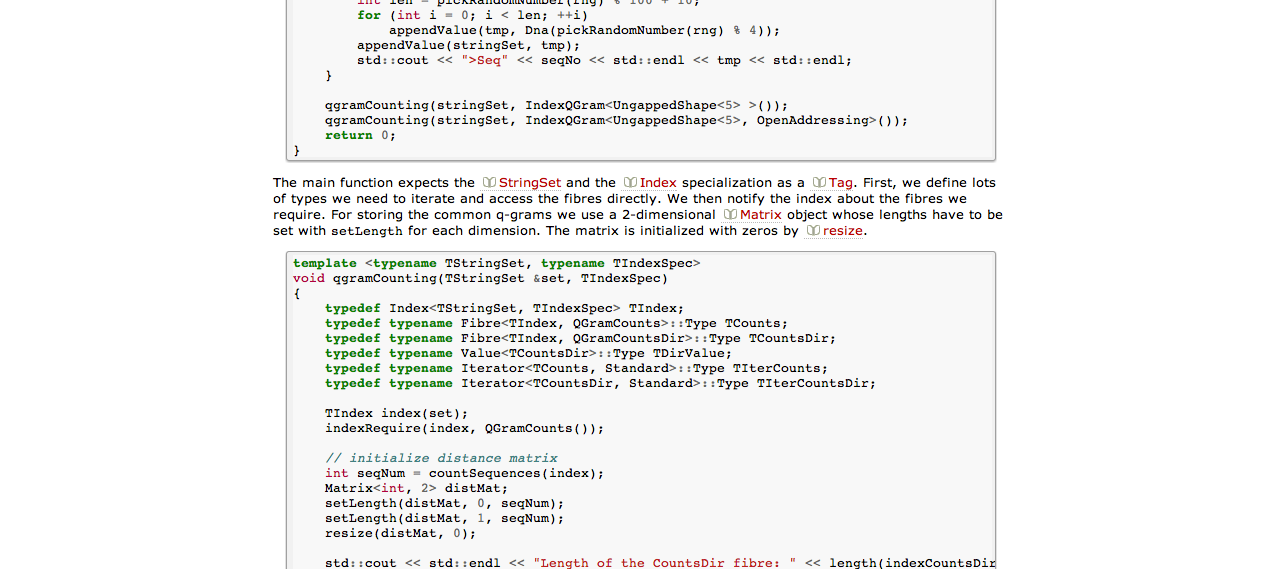 int len = pickRandomNumber(rng) % 100 + 10;
for (int i = 0; i < len; ++i)
appendValue(tmp, Dna(pickRandomNumber(rng) % 4));
appendValue(stringSet, tmp);
std::cout << ">Seq" << seqNo << std::endl << tmp << std::endl;
}
qgramCounting(stringSet, IndexQGram<UngappedShape<5> >());
qgramCounting(stringSet, IndexQGram<UngappedShape<5>, OpenAddressing>());
return 0;
}
The main function expects the StringSet and the Index specialization as a Tag. First, we define lots
of types we need to iterate and access the fibres directly. We then notify the index about the fibres we
require. For storing the common q-grams we use a 2-dimensional Matrix object whose lengths have to be
set with setLength for each dimension. The matrix is initialized with zeros by resize.
template <typename TStringSet, typename TIndexSpec>
void qgramCounting(TStringSet &set, TIndexSpec)
{
typedef Index<TStringSet, TIndexSpec> TIndex;
typedef typename Fibre<TIndex, QGramCounts>::Type TCounts;
typedef typename Fibre<TIndex, QGramCountsDir>::Type TCountsDir;
typedef typename Value<TCountsDir>::Type TDirValue;
typedef typename Iterator<TCounts, Standard>::Type TIterCounts;
typedef typename Iterator<TCountsDir, Standard>::Type TIterCountsDir;
TIndex index(set);
indexRequire(index, QGramCounts());
// initialize distance matrix
int seqNum = countSequences(index);
Matrix<int, 2> distMat;
setLength(distMat, 0, seqNum);
setLength(distMat, 1, seqNum);
resize(distMat, 0);
std::cout << std::endl << "Length of the CountsDir fibre: " << length(indexCountsDir